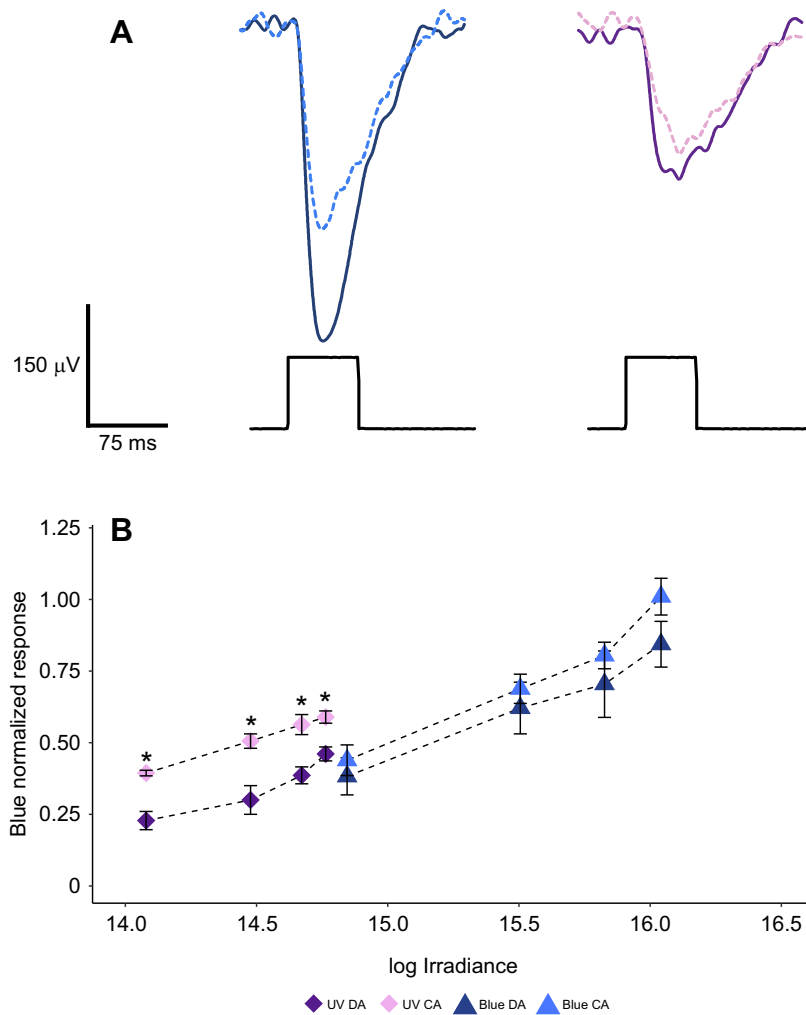 A
150 μV
75 ms
B
1.25
1.00
0.75
0.50
0.25
0
Blue normalized response
* * * *
14.0 14.5 15.0 15.5 16.0 16.5
log Irradiance
UV DA UV CA Blue DA Blue CA